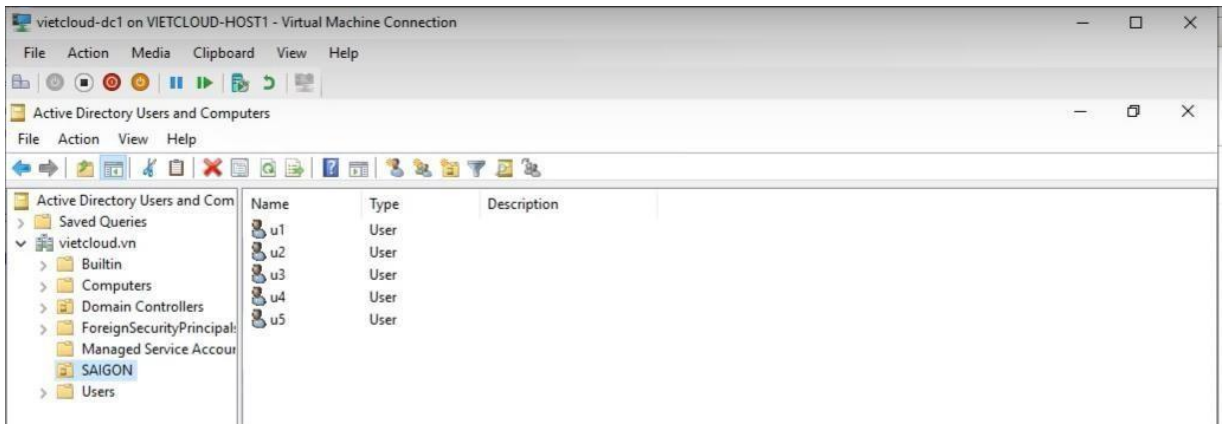 vietcloud-dc1 on VIETCLOUD-HOST1 - Virtual Machine Connection
File Action Media Clipboard View Help
Active Directory Users and Computers
File Action View Help
Active Directory Users and Com
Saved Queries
vietcloud.vn
Builtin
Computers
Domain Controllers
ForeignSecurityPrincipals
Managed Service Accour
SAIGON
Users
Name Type Description
u1 User
u2 User
u3 User
u4 User
u5 User